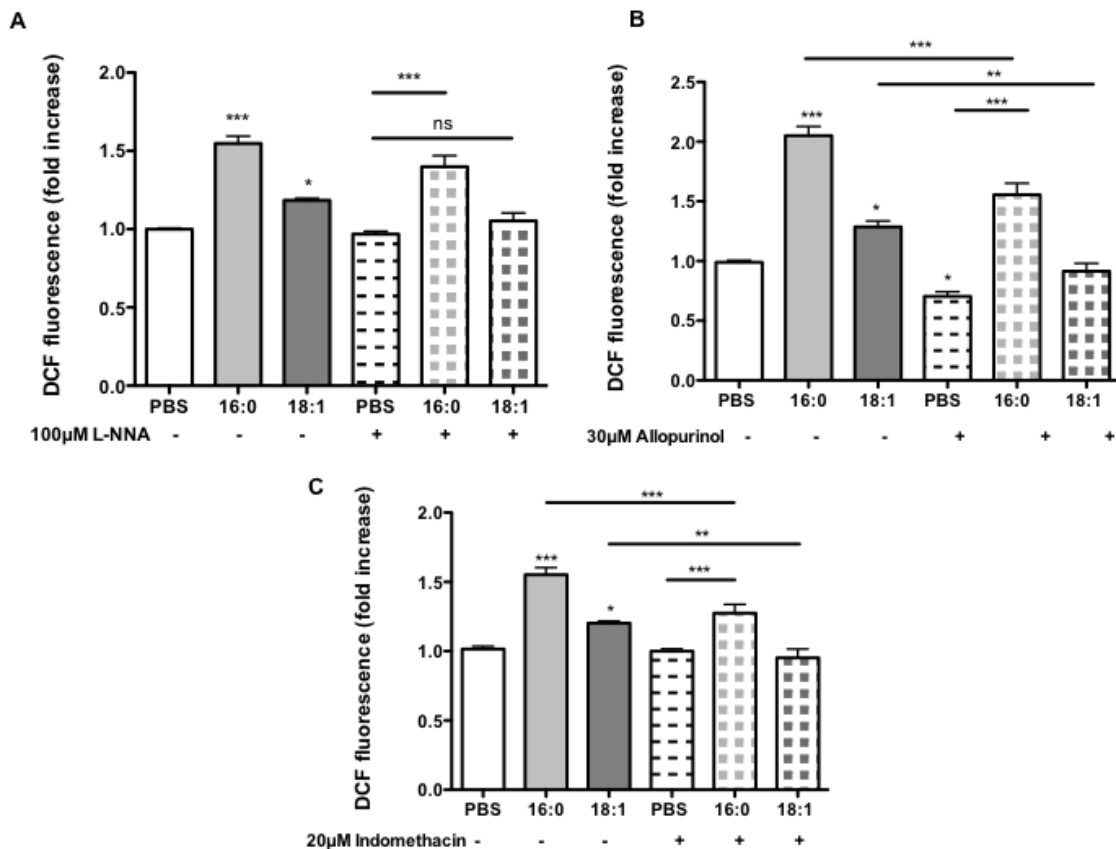 A
DCF fluorescence (fold increase)
2.0
1.5
1.0
0.5
0.0
***
*
***
ns
PBS 16:0 18:1 PBS 16:0 18:1
100µM L-NNA - - - + + +
B
DCF fluorescence (fold increase)
2.5
2.0
1.5
1.0
0.5
0.0
***
**
***
***
*
*
PBS 16:0 18:1 PBS 16:0 18:1
30µM Allopurinol - - - + + +
C
DCF fluorescence (fold increase)
2.0
1.5
1.0
0.5
0.0
***
**
***
***
*
PBS 16:0 18:1 PBS 16:0 18:1
20µM Indomethacin - - - + + +